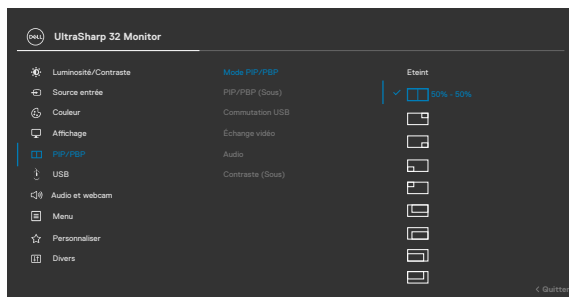 DELL UltraSharp 32 Monitor
Luminosité/Contraste Mode PIP/PBP Eteint
Source entrée PIP/PBP (Sous) 50% - 50%
Couleur Commutation USB
Affichage Échange vidéo
PIP/PBP Audio
USB Contraste (Sous)
Audio et webcam
Menu
Personnaliser
Divers
< Quitter